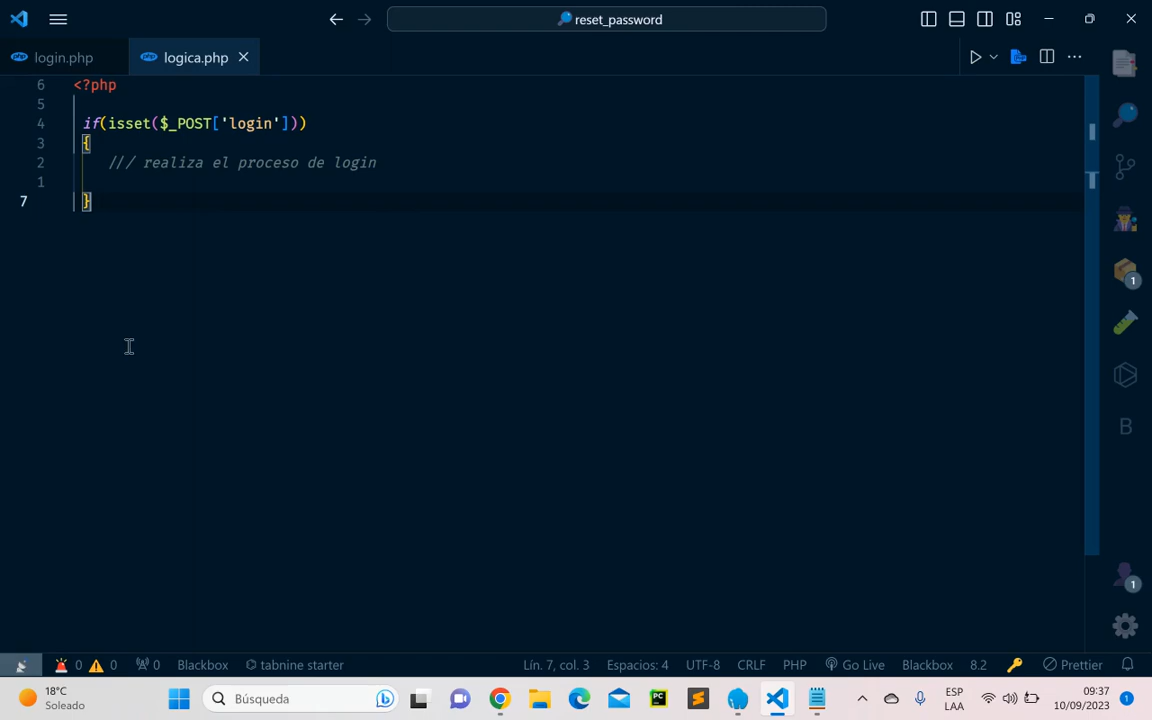 reset_password
login.php
logica.php
6 <?php
5
4 if(isset($_POST['login']))
3 {
2 /// realiza el proceso de login
1
7 }
1
B
1
0 0 0 Blackbox tabnine starter Lín. 7, col. 3 Espacios: 4 UTF-8 CRLF PHP Go Live Blackbox 8.2 Prettier
18°C
Soleado
Búsqueda
PC
ESP
LAA
09:37
10/09/2023
1